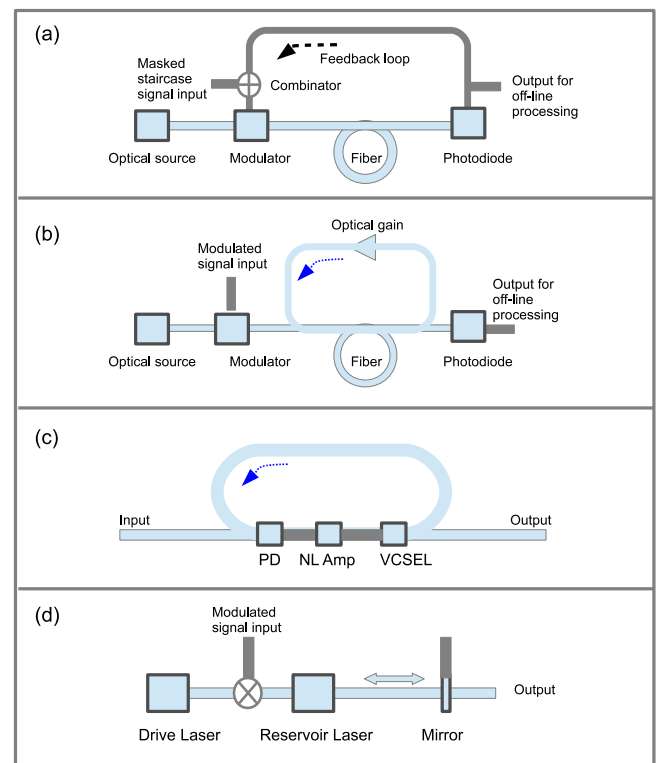 (a)
Feedback loop
Masked
staircase
signal input
Combinator
Output for
off-line
processing
Optical source
Modulator
Fiber
Photodiode
(b)
Optical gain
Modulated
signal input
Output for
off-line
processing
Optical source
Modulator
Fiber
Photodiode
(c)
Input
Output
PD
NL Amp
VCSEL
(d)
Modulated
signal input
Output
Drive Laser
Reservoir Laser
Mirror